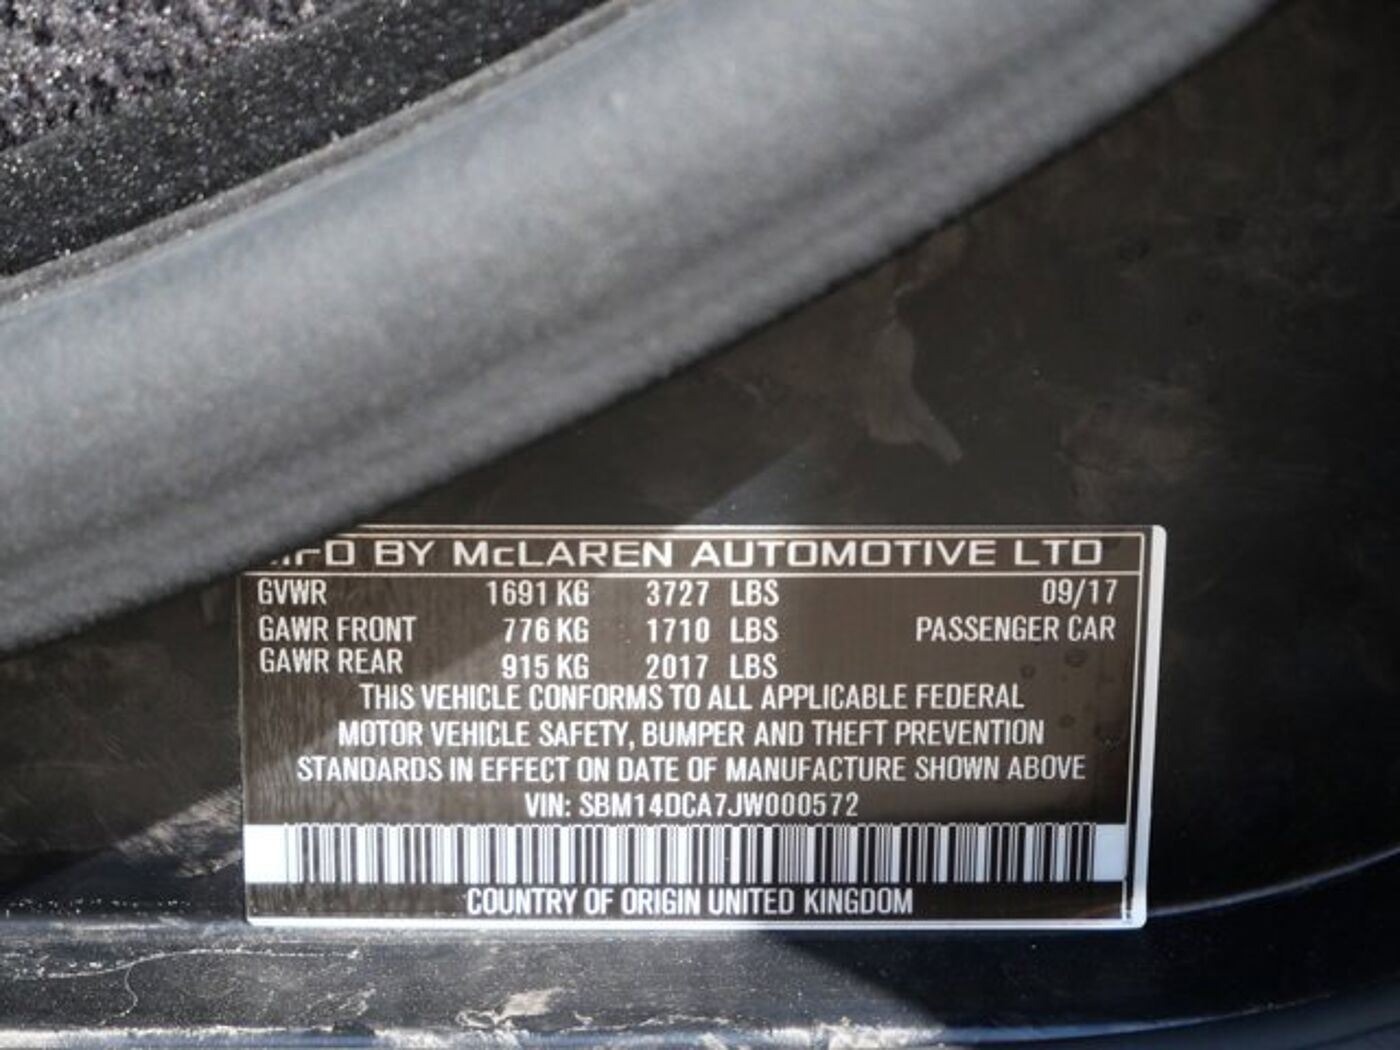 MFD BY McLAREN AUTOMOTIVE LTD
GVWR 1691 KG 3727 LBS 09/17
GAWR FRONT 776 KG 1710 LBS PASSENGER CAR
GAWR REAR 915 KG 2017 LBS
THIS VEHICLE CONFORMS TO ALL APPLICABLE FEDERAL
MOTOR VEHICLE SAFETY, BUMPER AND THEFT PREVENTION
STANDARDS IN EFFECT ON DATE OF MANUFACTURE SHOWN ABOVE
VIN: SBM14DCA7JW000572
COUNTRY OF ORIGIN UNITED KINGDOM